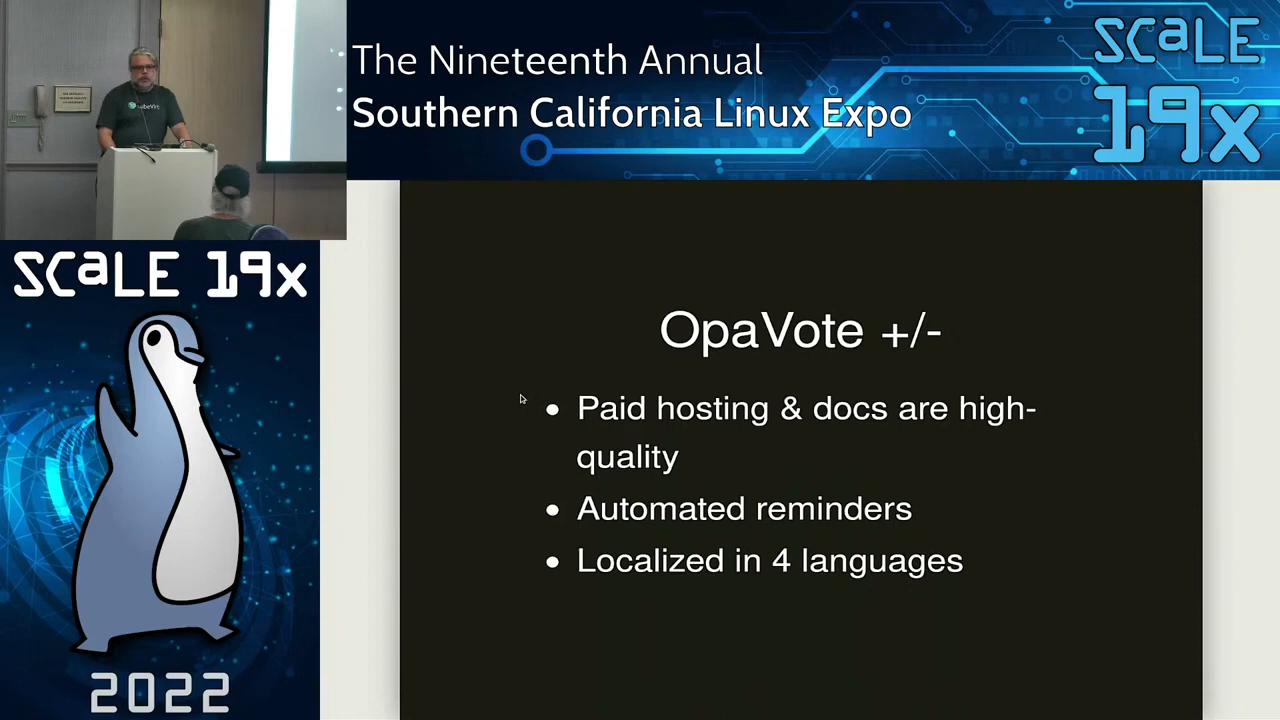 The Nineteenth Annual
Southern California Linux Expo
SCaLE
19x
SCaLE 19x
2022
OpaVote +/-
• Paid hosting & docs are high-
quality
• Automated reminders
• Localized in 4 languages